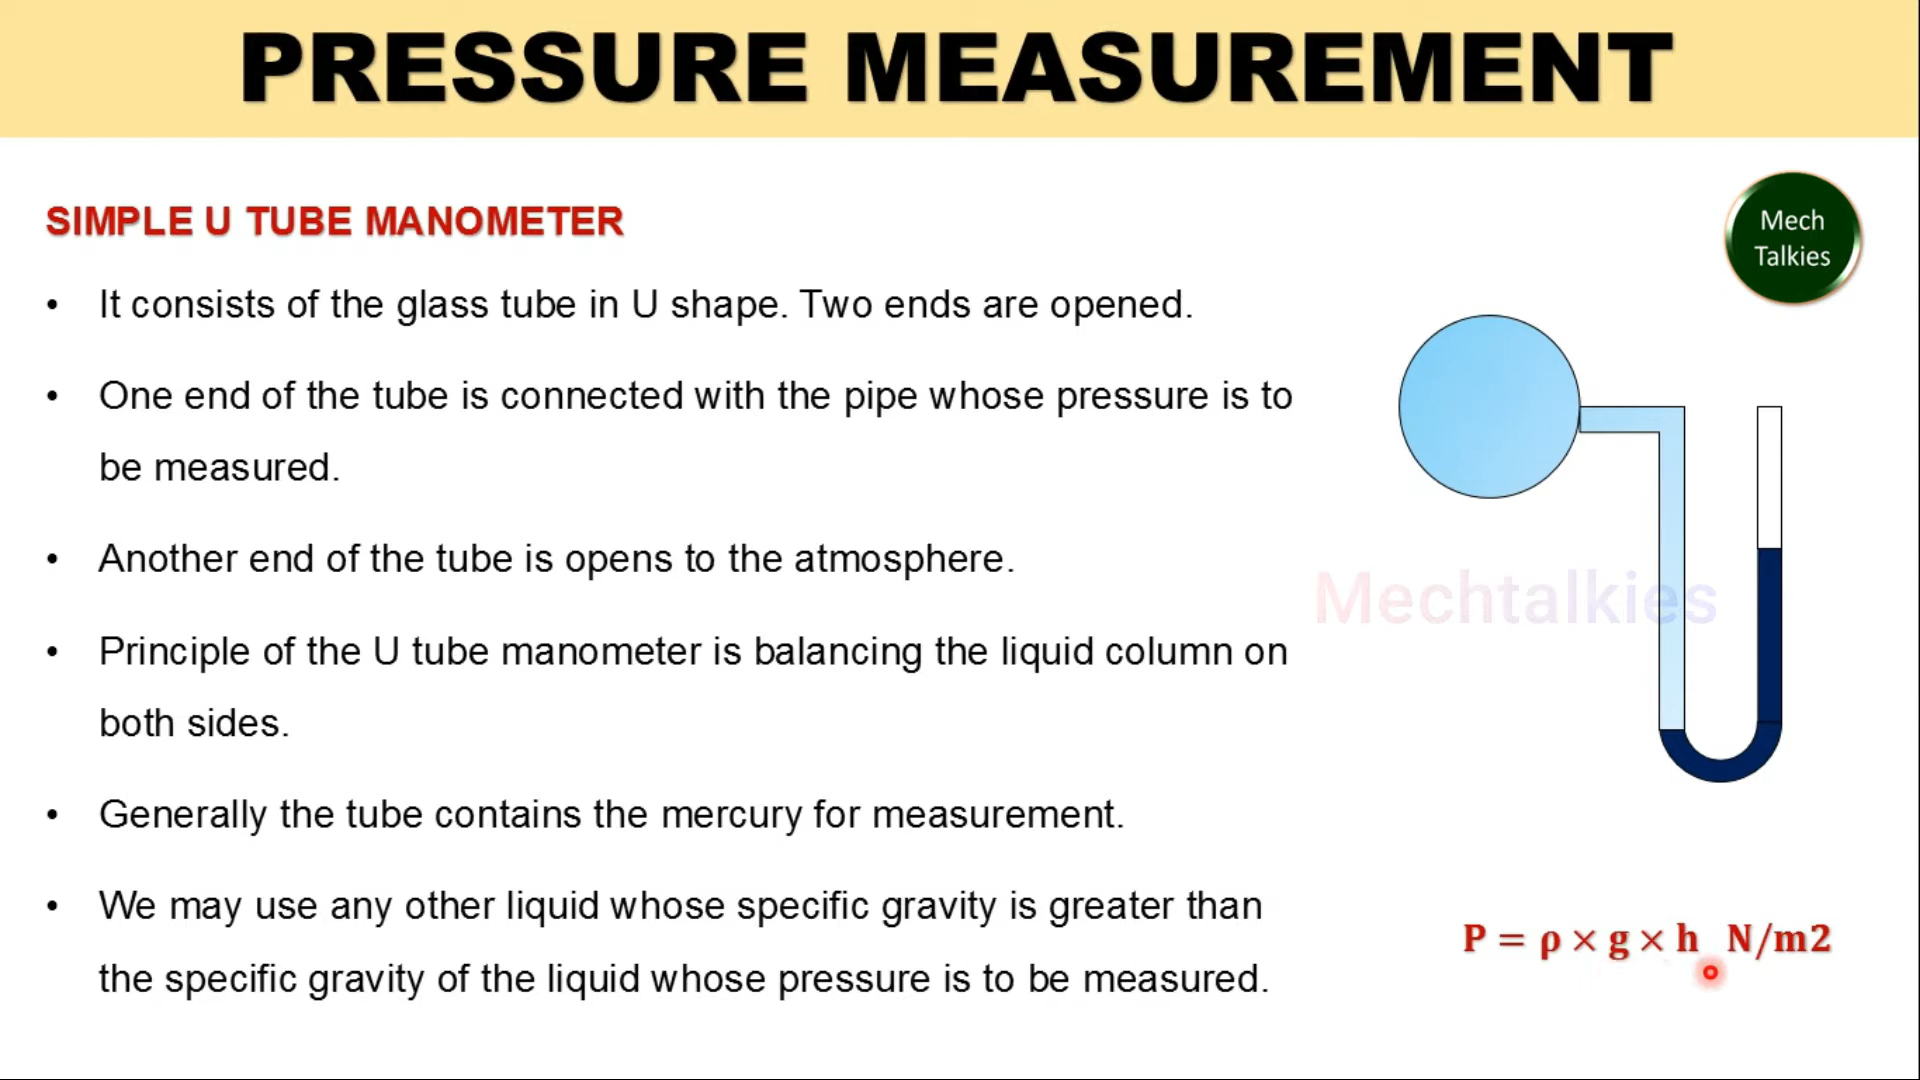 PRESSURE MEASUREMENT
SIMPLE U TUBE MANOMETER
Mech
Talkies
• It consists of the glass tube in U shape. Two ends are opened.
• One end of the tube is connected with the pipe whose pressure is to
be measured.
• Another end of the tube is opens to the atmosphere.
Mechtalkies
• Principle of the U tube manometer is balancing the liquid column on
both sides.
• Generally the tube contains the mercury for measurement.
• We may use any other liquid whose specific gravity is greater than
the specific gravity of the liquid whose pressure is to be measured.
P = ρ × g × h N/m2